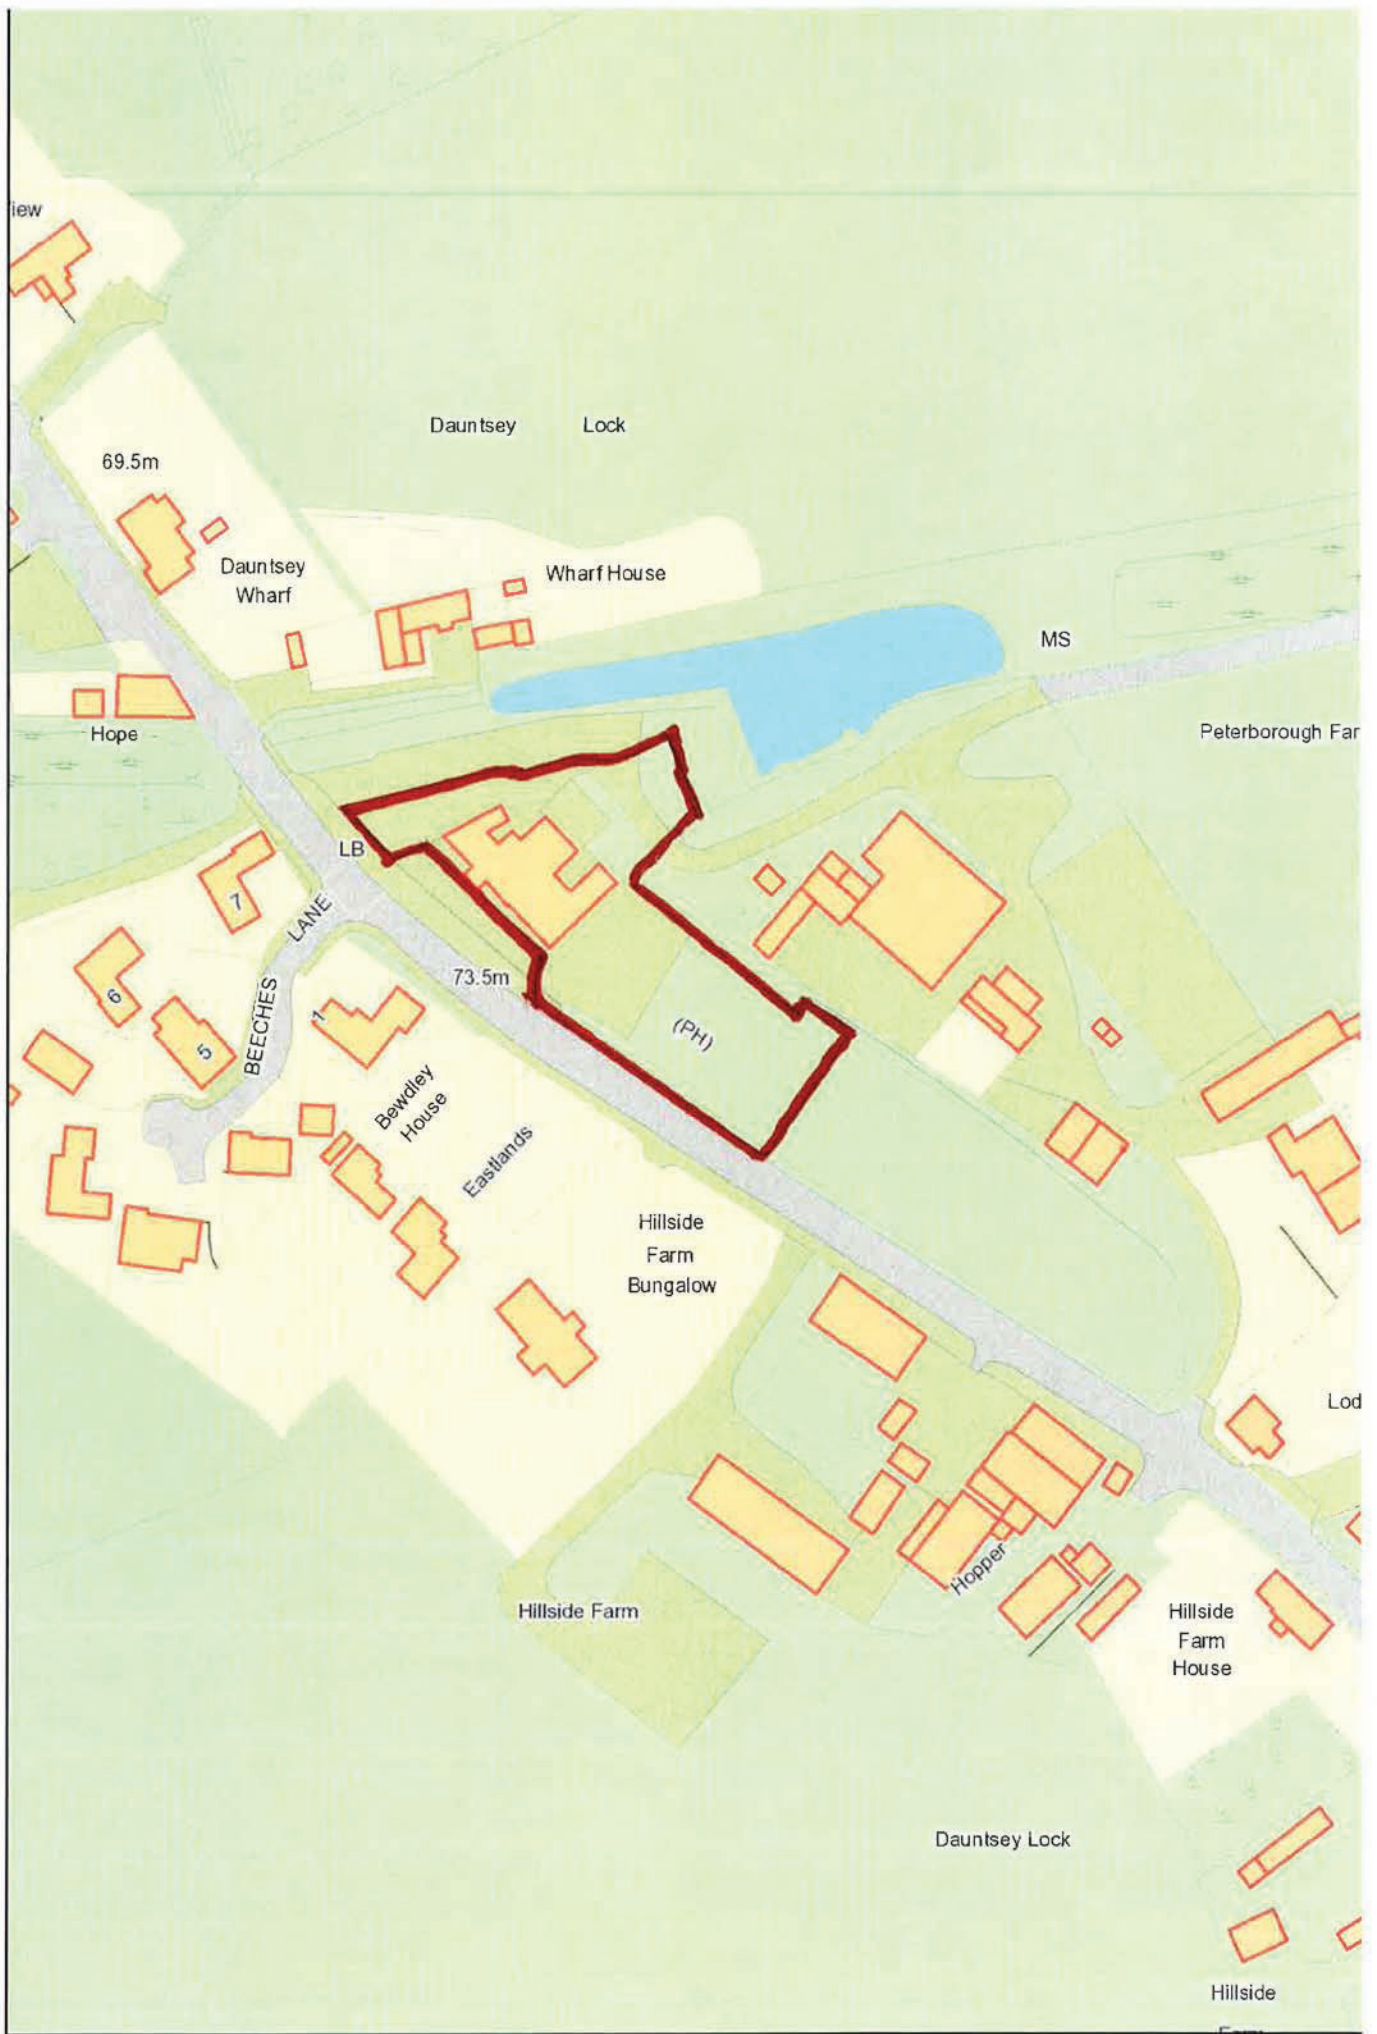 iew
Dauntsey Lock
69.5m
Dauntsey
Wharf
Wharf House
MS
Hope
Peterborough Far
LB
7
BEECHES LANE
6
5
1
73.5m
(PH)
Bewdley
House
Eastlands
Hillside
Farm
Bungalow
Lod
Hopper
Hillside Farm
Hillside
Farm
House
Dauntsey Lock
Hillside